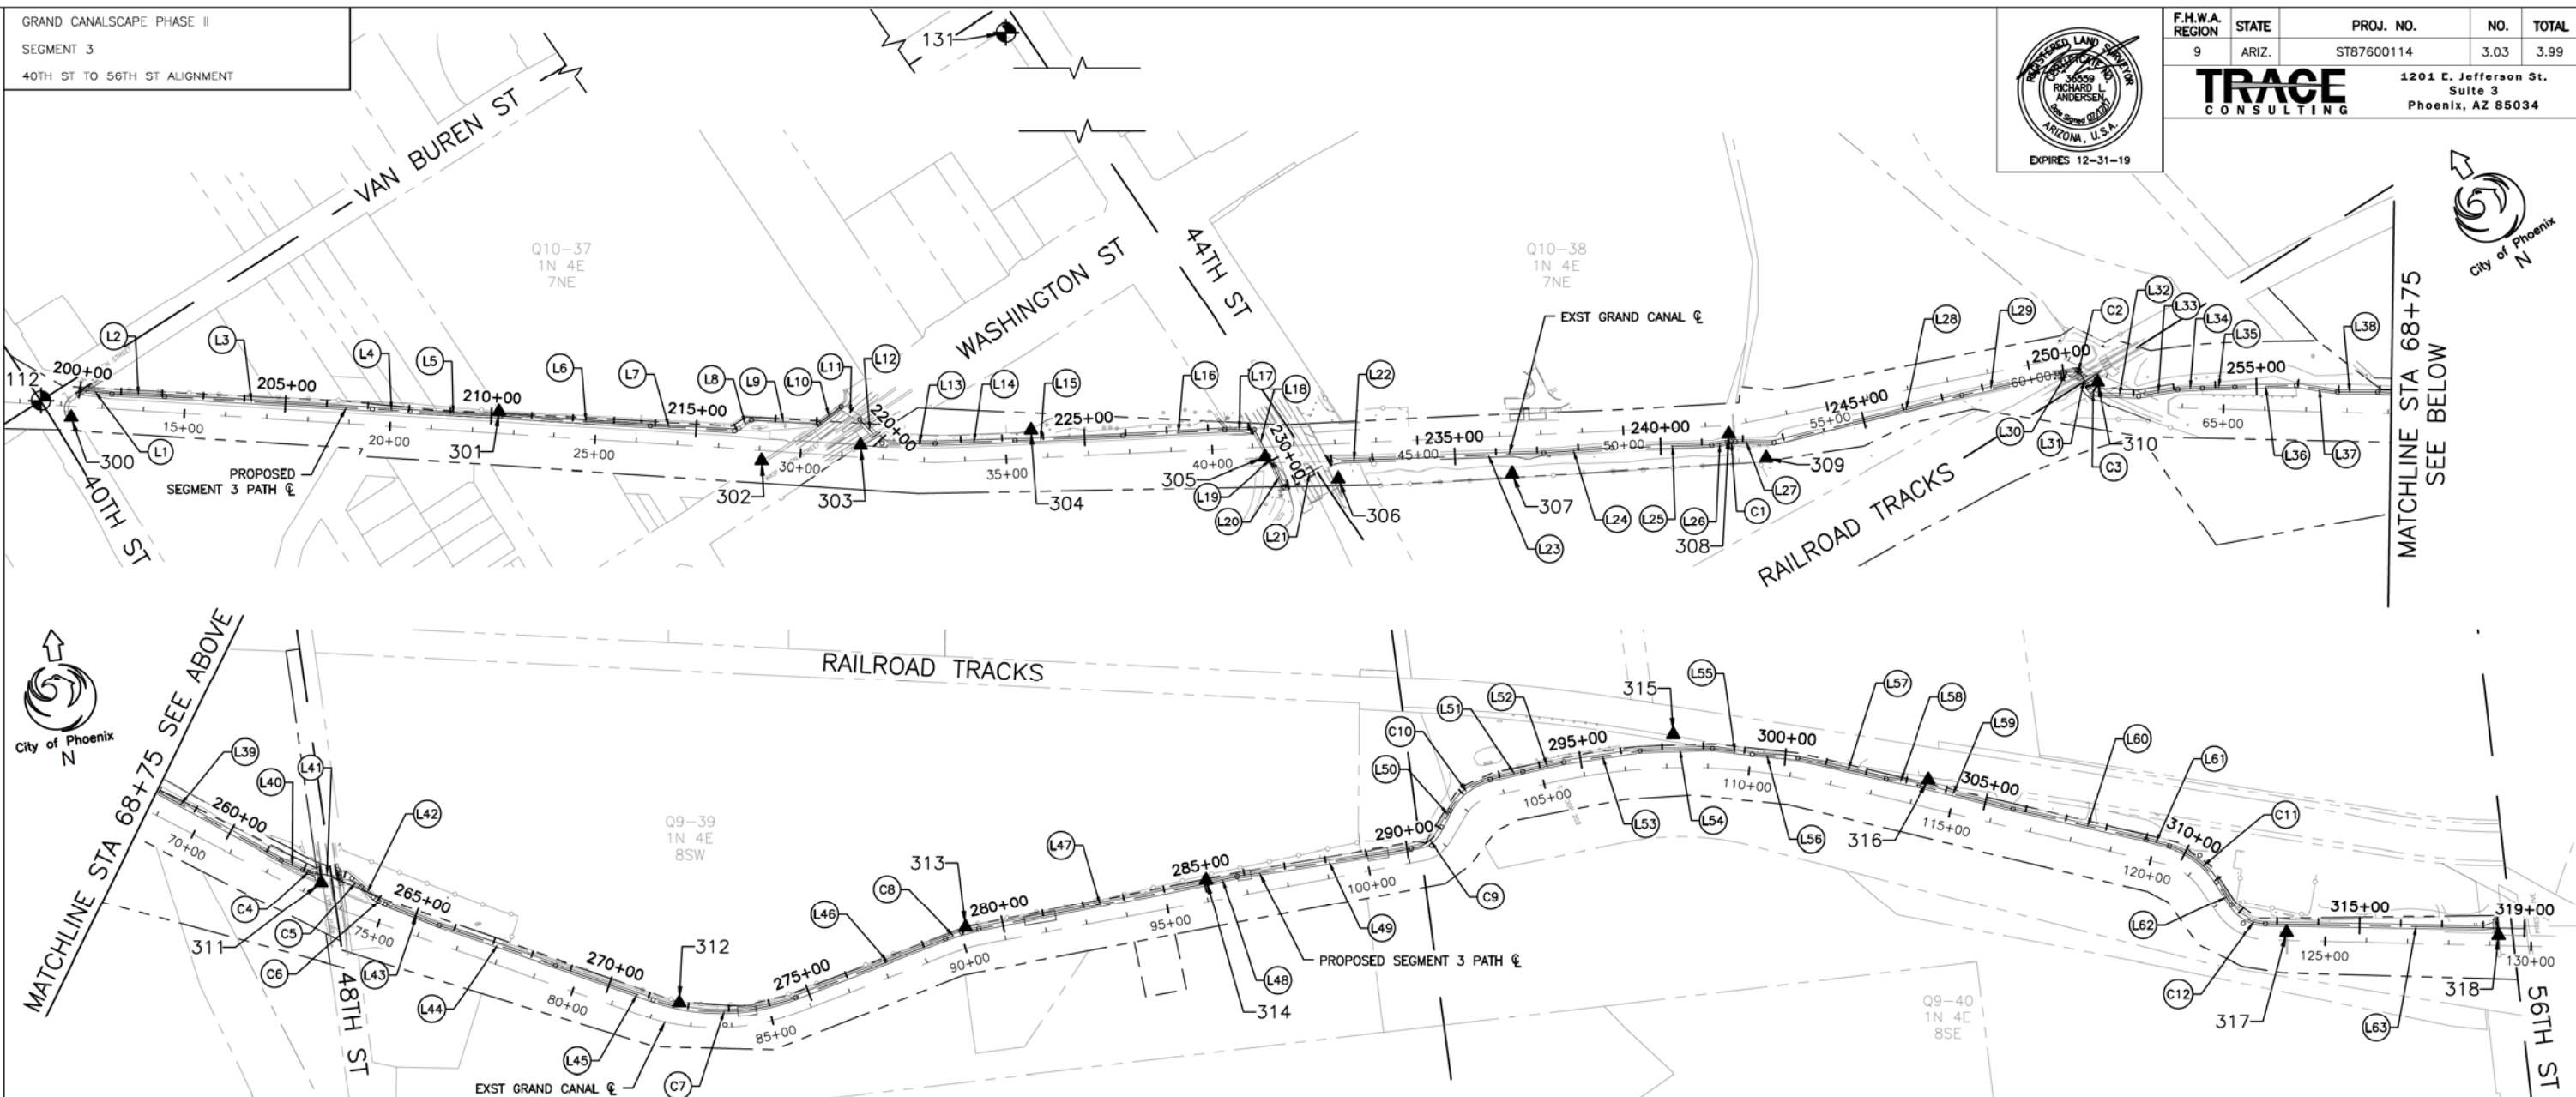 GRAND CANALSCAPE PHASE II
SEGMENT 3
40TH ST TO 56TH ST ALIGNMENT
F.H.W.A. REGION STATE PROJ. NO. NO. TOTAL
9 ARIZ. ST87600114 3.03 3.99
TRACE
CONSULTING
1201 E. Jefferson St.
Suite 3
Phoenix, AZ 85034
REGISTERED LAND SURVEYOR
CERTIFICATE NO.
36559
RICHARD L.
ANDERSEN
Date Signed
ARIZONA, U.S.A.
EXPIRES 12-31-19
City of Phoenix
N
131
VAN BUREN ST
Q10-37
1N 4E
7NE
WASHINGTON ST
44TH ST
Q10-38
1N 4E
7NE
EXST GRAND CANAL ℄
MATCHLINE STA 68+75
SEE BELOW
112
L2
L3
L4
L5
L6
L7
L8
L9
L10
L11
L12
L13
L14
L15
L16
L17
L18
L22
L28
L29
C2
L32
L33
L34
L35
L38
200+00
205+00
210+00
215+00
220+00
225+00
230+00
235+00
240+00
245+00
250+00
255+00
15+00
20+00
25+00
30+00
35+00
40+00
45+00
50+00
55+00
60+00
65+00
300
L1
PROPOSED
SEGMENT 3 PATH ℄
40TH ST
301
302
303
304
305
L19
L20
L21
306
307
L23
L24
L25
L26
308
C1
L27
309
RAILROAD TRACKS
L30
L31
C3
310
L36
L37
City of Phoenix
N
MATCHLINE STA 68+75 SEE ABOVE
RAILROAD TRACKS
L39
L40
L41
L42
Q9-39
1N 4E
8SW
L46
C8
313
L47
C10
L50
L51
L52
315
L55
L57
L58
L59
L60
L61
C11
260+00
265+00
270+00
275+00
280+00
285+00
290+00
295+00
300+00
305+00
310+00
315+00
319+00
70+00
75+00
80+00
85+00
90+00
95+00
100+00
105+00
110+00
115+00
120+00
125+00
130+00
C4
311
C5
C6
48TH ST
L43
L44
L45
EXST GRAND CANAL ℄
C7
312
314
L48
PROPOSED SEGMENT 3 PATH ℄
L49
C9
L53
L54
L56
316
Q9-40
1N 4E
8SE
L62
C12
317
L63
318
56TH ST